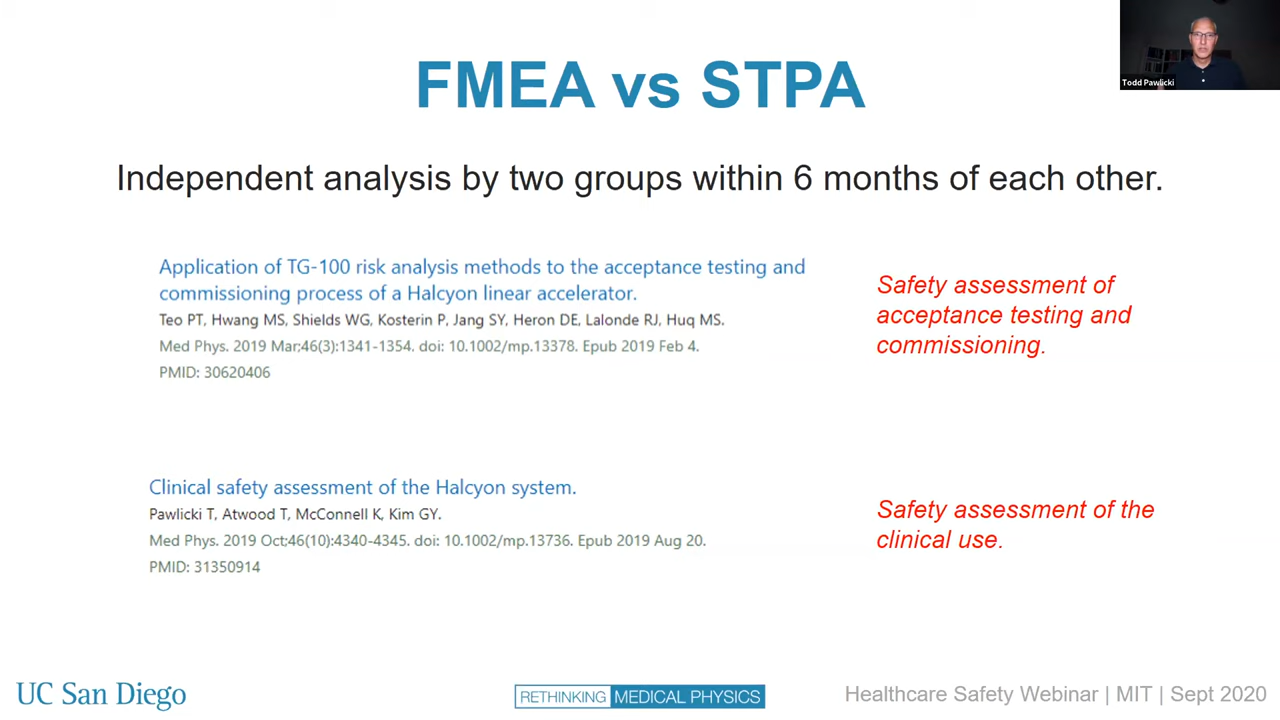 Todd Pawlicki
FMEA vs STPA
Independent analysis by two groups within 6 months of each other.
Application of TG-100 risk analysis methods to the acceptance testing and
commissioning process of a Halcyon linear accelerator.
Teo PT, Hwang MS, Shields WG, Kosterin P, Jang SY, Heron DE, Lalonde RJ, Huq MS.
Med Phys. 2019 Mar;46(3):1341-1354. doi: 10.1002/mp.13378. Epub 2019 Feb 4.
PMID: 30620406
Safety assessment of
acceptance testing and
commissioning.
Clinical safety assessment of the Halcyon system.
Pawlicki T, Atwood T, McConnell K, Kim GY.
Med Phys. 2019 Oct;46(10):4340-4345. doi: 10.1002/mp.13736. Epub 2019 Aug 20.
PMID: 31350914
Safety assessment of the
clinical use.
UC San Diego
RETHINKING MEDICAL PHYSICS
Healthcare Safety Webinar | MIT | Sept 2020